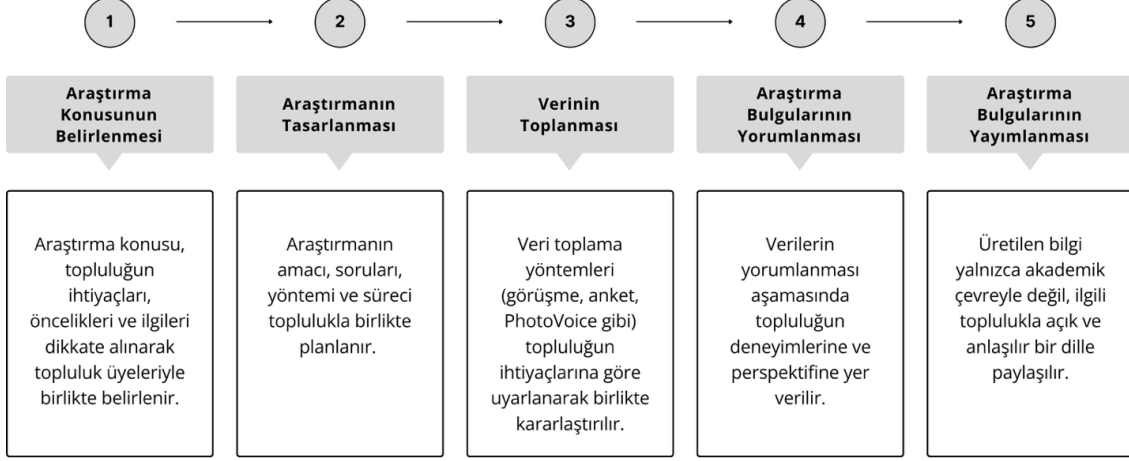 1
2
3
4
5
Araştırma
Konusunun
Belirlenmesi
Araştırmanın
Tasarlanması
Verinin
Toplanması
Araştırma
Bulgularının
Yorumlanması
Araştırma
Bulgularının
Yayımlanması
Araştırma konusu,
topluluğun
ihtiyaçları,
öncelikleri ve ilgileri
dikkate alınarak
topluluk üyeleriyle
birlikte belirlenir.
Araştırmanın
amacı, soruları,
yöntemi ve süreci
toplulukla birlikte
planlanır.
Veri toplama
yöntemleri
(görüşme, anket,
PhotoVoice gibi)
topluluğun
ihtiyaçlarına göre
uyarlanarak birlikte
kararlaştırılır.
Verilerin
yorumlanması
aşamasında
topluluğun
deneyimlerine ve
perspektifine yer
verilir.
Üretilen bilgi
yalnızca akademik
çevreyle değil, ilgili
toplulukla açık ve
anlaşılır bir dille
paylaşılır.